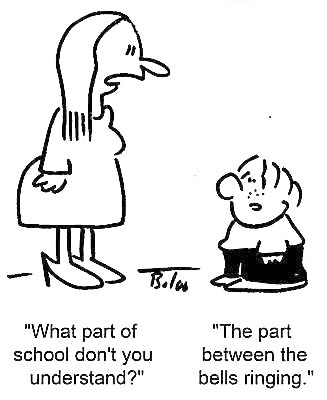 "What part of
school don't you
understand?"
"The part
between the
bells ringing."